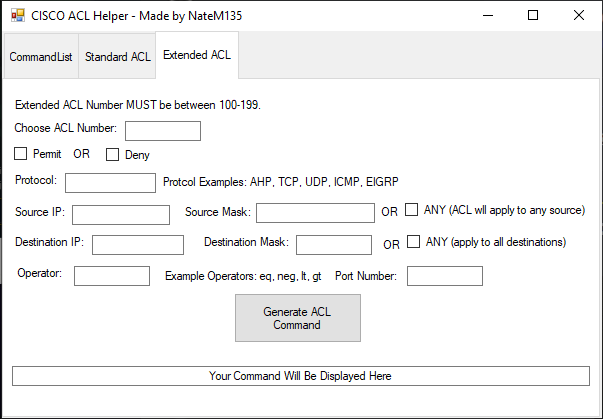 CISCO ACL Helper - Made by NateM135
CommandList Standard ACL Extended ACL
Extended ACL Number MUST be between 100-199.
Choose ACL Number:
Permit OR Deny
Protocol: Protcol Examples: AHP, TCP, UDP, ICMP, EIGRP
Source IP: Source Mask: OR ANY (ACL wll apply to any source)
Destination IP: Destination Mask: OR ANY (apply to all destinations)
Operator: Example Operators: eq, neg, lt, gt Port Number:
Generate ACL
Command
Your Command Will Be Displayed Here